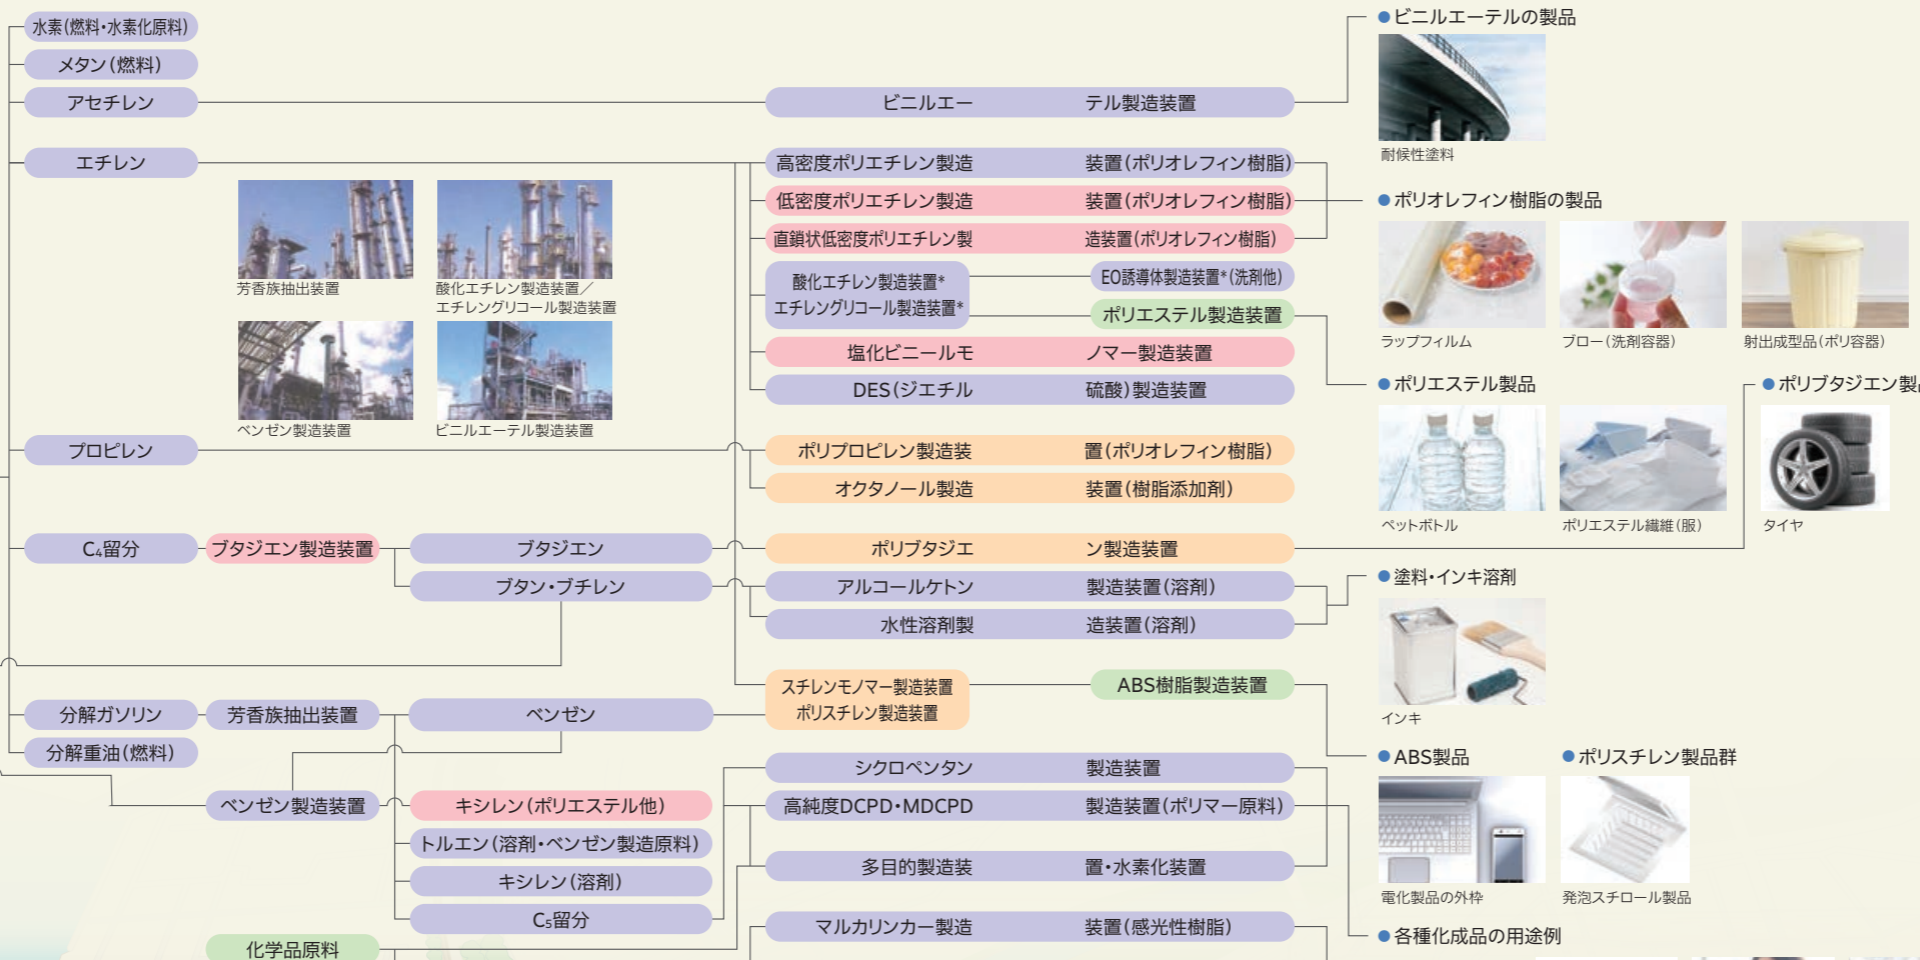 水素(燃料・水素化原料)
メタン(燃料)
アセチレン
ビニルエー テル製造装置
●ビニルエーテルの製品
耐候性塗料
エチレン
高密度ポリエチレン製造 装置(ポリオレフィン樹脂)
低密度ポリエチレン製造 装置(ポリオレフィン樹脂)
直鎖状低密度ポリエチレン製 造装置(ポリオレフィン樹脂)
酸化エチレン製造装置*
エチレングリコール製造装置*
EO誘導体製造装置*(洗剤他)
ポリエステル製造装置
塩化ビニールモ ノマー製造装置
DES(ジエチル 硫酸)製造装置
芳香族抽出装置
酸化エチレン製造装置/
エチレングリコール製造装置
ベンゼン製造装置
ビニルエーテル製造装置
●ポリオレフィン樹脂の製品
ラップフィルム
ブロー(洗剤容器)
射出成型品(ポリ容器)
●ポリエステル製品
ペットボトル
ポリエステル繊維(服)
●ポリブタジエン製
タイヤ
プロピレン
ポリプロピレン製造装 置(ポリオレフィン樹脂)
オクタノール製造 装置(樹脂添加剤)
C₄留分
ブタジエン製造装置
ブタジエン
ポリブタジエ ン製造装置
ブタン・ブチレン
アルコールケトン 製造装置(溶剤)
水性溶剤製 造装置(溶剤)
●塗料・インキ溶剤
インキ
スチレンモノマー製造装置
ポリスチレン製造装置
ABS樹脂製造装置
分解ガソリン
芳香族抽出装置
ベンゼン
分解重油(燃料)
●ABS製品
電化製品の外枠
●ポリスチレン製品群
発泡スチロール製品
シクロペンタン 製造装置
ベンゼン製造装置
キシレン(ポリエステル他)
高純度DCPD・MDCPD 製造装置(ポリマー原料)
トルエン(溶剤・ベンゼン製造原料)
多目的製造装 置・水素化装置
キシレン(溶剤)
C₅留分
マルカリンカー製造 装置(感光性樹脂)
●各種化成品の用途例
化学品原料